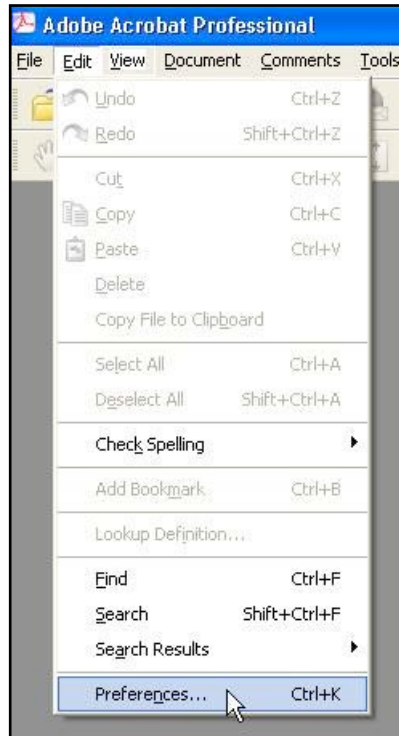 Adobe Acrobat Professional
File Edit View Document Comments Tools
Undo Ctrl+Z
Redo Shift+Ctrl+Z
Cut Ctrl+X
Copy Ctrl+C
Paste Ctrl+V
Delete
Copy File to Clipboard
Select All Ctrl+A
Deselect All Shift+Ctrl+A
Check Spelling
Add Bookmark Ctrl+B
Lookup Definition...
Find Ctrl+F
Search Shift+Ctrl+F
Search Results
Preferences... Ctrl+K